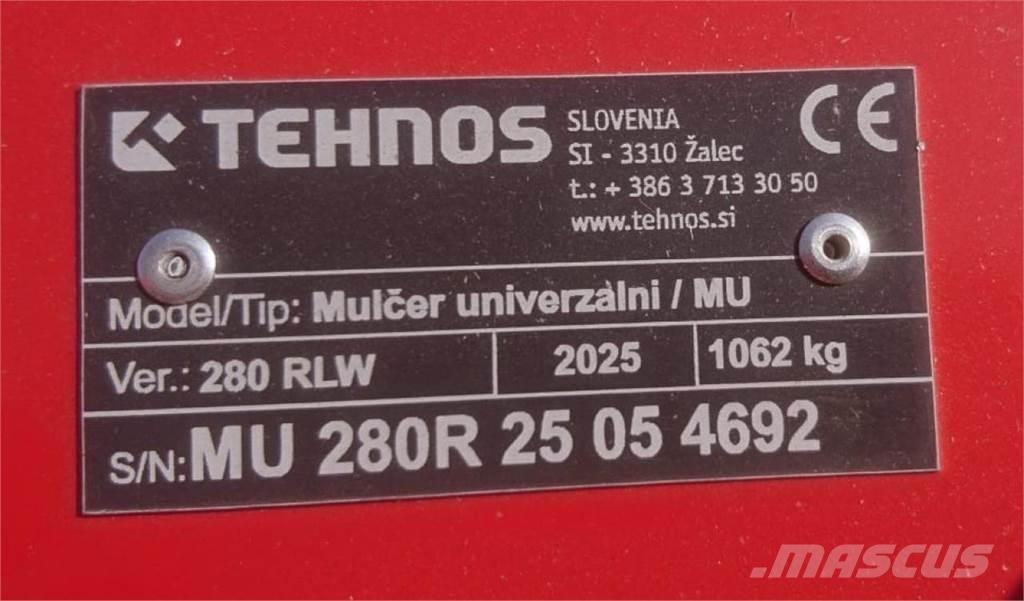 TEHNOS
SLOVENIA
SI - 3310 Žalec
t.: + 386 3 713 30 50
www.tehnos.si
CE
Model/Tip: Mulčer univerzalni / MU
Ver.: 280 RLW 2025 1062 kg
S/N: MU 280R 25 05 4692
.MASCUS